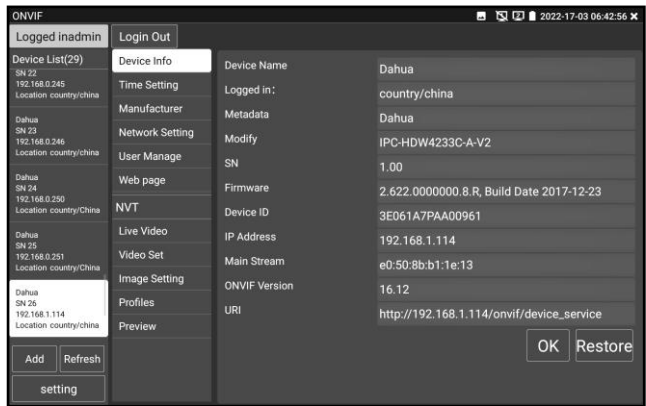 ONVIF
2022-17-03 06:42:56
Logged inadmin
Login Out
Device List(29)
SN 22
192.168.0.245
Location country/china
Dahua
SN 23
192.168.0.246
Location country/china
Dahua
SN 24
192.168.0.250
Location country/China
Dahua
SN 25
192.168.0.251
Location country/China
Dahua
SN 26
192.168.1.114
Location country/china
Add
Refresh
setting
Device Info
Time Setting
Manufacturer
Network Setting
User Manage
Web page
NVT
Live Video
Video Set
Image Setting
Profiles
Preview
Device Name Dahua
Logged in: country/china
Metadata Dahua
Modify IPC-HDW4233C-A-V2
SN 1.00
Firmware 2.622.0000000.8.R, Build Date 2017-12-23
Device ID 3E061A7PAA00961
IP Address 192.168.1.114
Main Stream e0:50:8b:b1:1e:13
ONVIF Version 16.12
URI http://192.168.1.114/onvif/device_service
OK
Restore